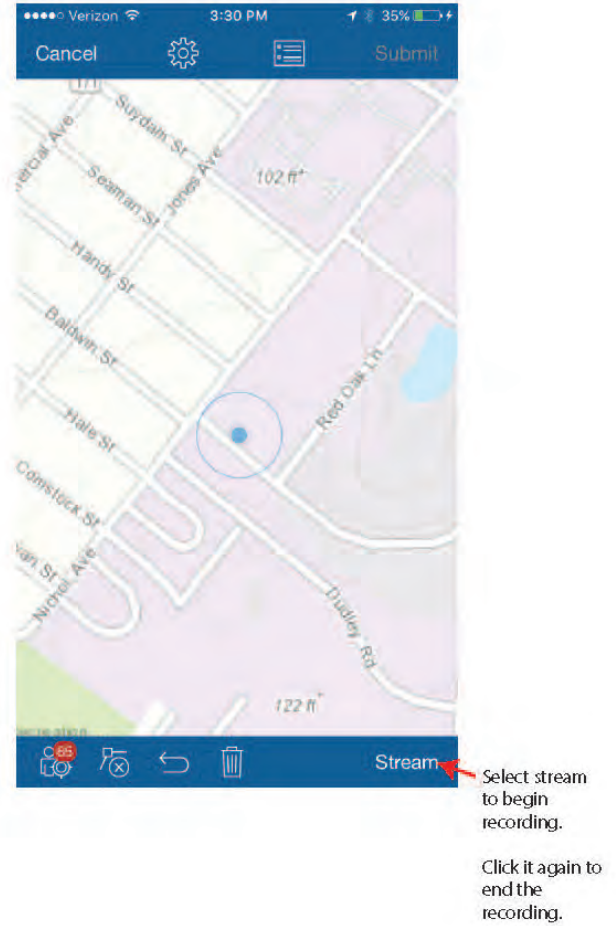 Verizon 3:30 PM 35%
Cancel Submit
Suydam St
Jones Ave
102 ft
Seaman St
Handy St
Baldwin St
Red Oak Ln
Hale St
Comstock St
Nichol Ave
Dudley Rd
122 ft
85
Stream
Select stream
to begin
recording.
Click it again to
end the
recording.